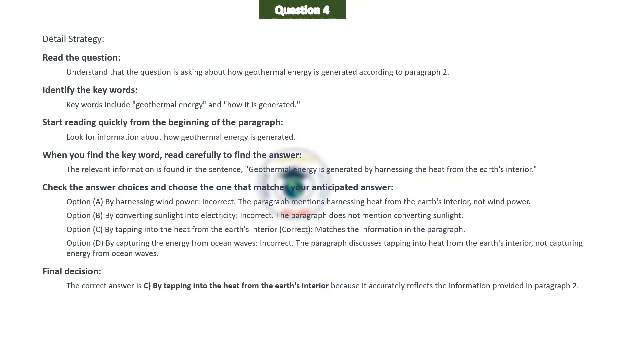 Question 4
Detail Strategy:
Read the question:
Understand that the question is asking about how geothermal energy is generated according to paragraph 2.
Identify the key words:
Key words include "geothermal energy" and "how it is generated."
Start reading quickly from the beginning of the paragraph:
Look for information about how geothermal energy is generated.
When you find the key word, read carefully to find the answer:
The relevant information is found in the sentence, "Geothermal energy is generated by harnessing the heat from the earth's interior."
Check the answer choices and choose the one that matches your anticipated answer:
Option (A) By harnessing wind power: Incorrect. The paragraph mentions harnessing heat from the earth's interior, not wind power.
Option (B) By converting sunlight into electricity: Incorrect. The paragraph does not mention converting sunlight.
Option (C) By tapping into the heat from the earth's interior (Correct): Matches the information in the paragraph.
Option (D) By capturing the energy from ocean waves: Incorrect. The paragraph discusses tapping into heat from the earth's interior, not capturing
energy from ocean waves.
Final decision:
The correct answer is C) By tapping into the heat from the earth's interior because it accurately reflects the information provided in paragraph 2.